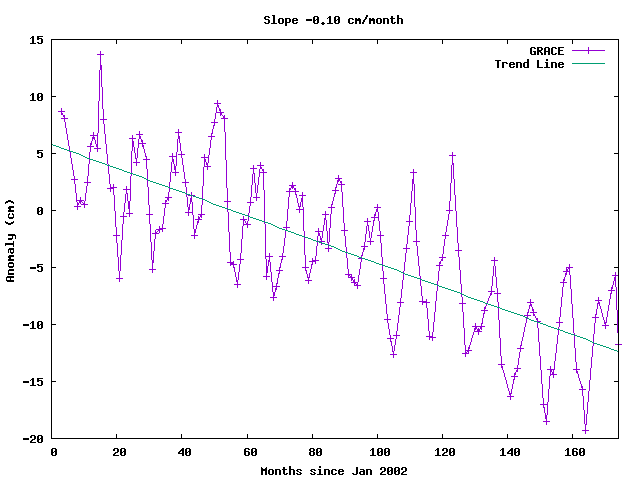 Slope -0.10 cm/month
GRACE
Trend Line
15
10
5
0
-5
-10
-15
-20
Anomaly (cm)
0 20 40 60 80 100 120 140 160
Months since Jan 2002